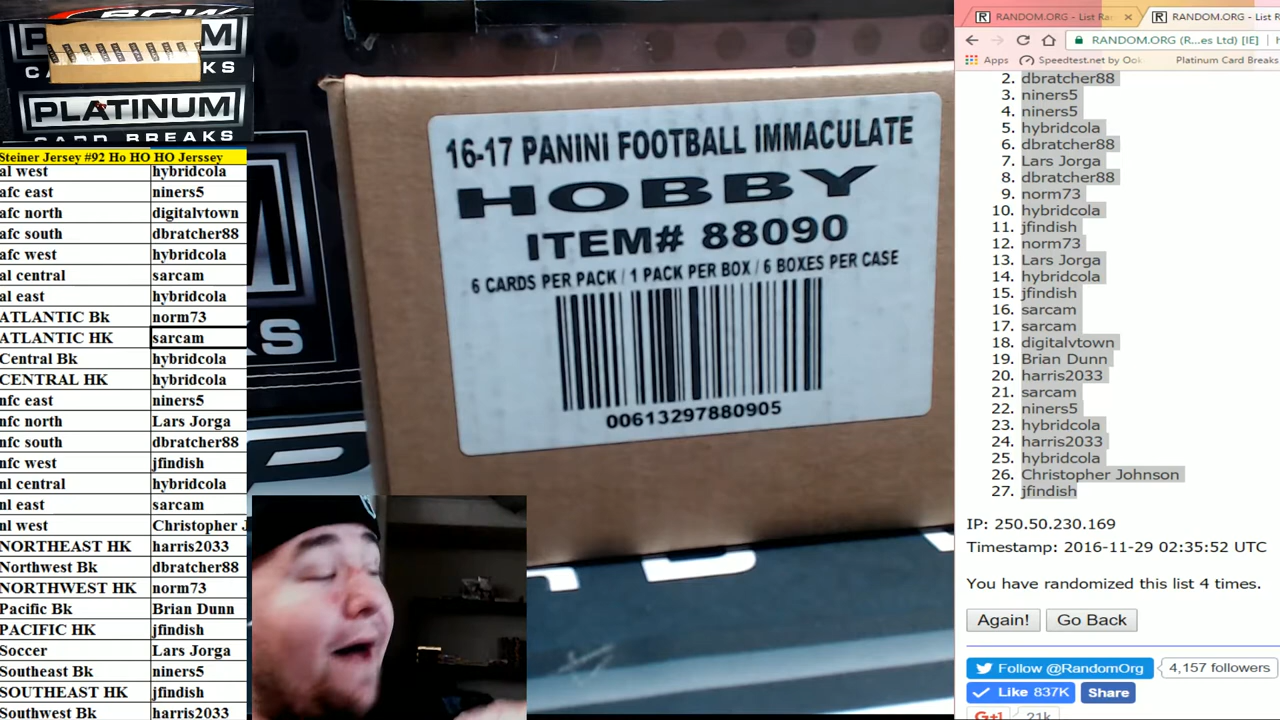 BCW
P M
CA KS
PLATINUM
CARD BREAKS
Steiner Jersey #92 Ho HO HO Jerssey
al west hybridcola
afc east niners5
afc north digitalvtown
afc south dbratcher88
afc west hybridcola
al central sarcam
al east hybridcola
ATLANTIC Bk norm73
ATLANTIC HK sarcam
Central Bk hybridcola
CENTRAL HK hybridcola
nfc east niners5
nfc north Lars Jorga
nfc south dbratcher88
nfc west jfindish
nl central hybridcola
nl east sarcam
nl west Christopher J
NORTHEAST HK harris2033
Northwest Bk dbratcher88
NORTHWEST HK norm73
Pacific Bk Brian Dunn
PACIFIC HK jfindish
Soccer Lars Jorga
Southeast Bk niners5
SOUTHEAST HK jfindish
Southwest Bk harris2033
16-17 PANINI FOOTBALL IMMACULATE
HOBBY
ITEM# 88090
6 CARDS PER PACK / 1 PACK PER BOX / 6 BOXES PER CASE
00613297880905
RANDOM.ORG - List Ra
RANDOM.ORG - List R
RANDOM.ORG (R...es Ltd) [IE]
Apps Speedtest.net by Ook Platinum Card Breaks
2. dbratcher88
3. niners5
4. niners5
5. hybridcola
6. dbratcher88
7. Lars Jorga
8. dbratcher88
9. norm73
10. hybridcola
11. jfindish
12. norm73
13. Lars Jorga
14. hybridcola
15. jfindish
16. sarcam
17. sarcam
18. digitalvtown
19. Brian Dunn
20. harris2033
21. sarcam
22. niners5
23. hybridcola
24. harris2033
25. hybridcola
26. Christopher Johnson
27. jfindish
IP: 250.50.230.169
Timestamp: 2016-11-29 02:35:52 UTC
You have randomized this list 4 times.
Again! Go Back
Follow @RandomOrg 4,157 followers
Like 837K Share
G+1 21k